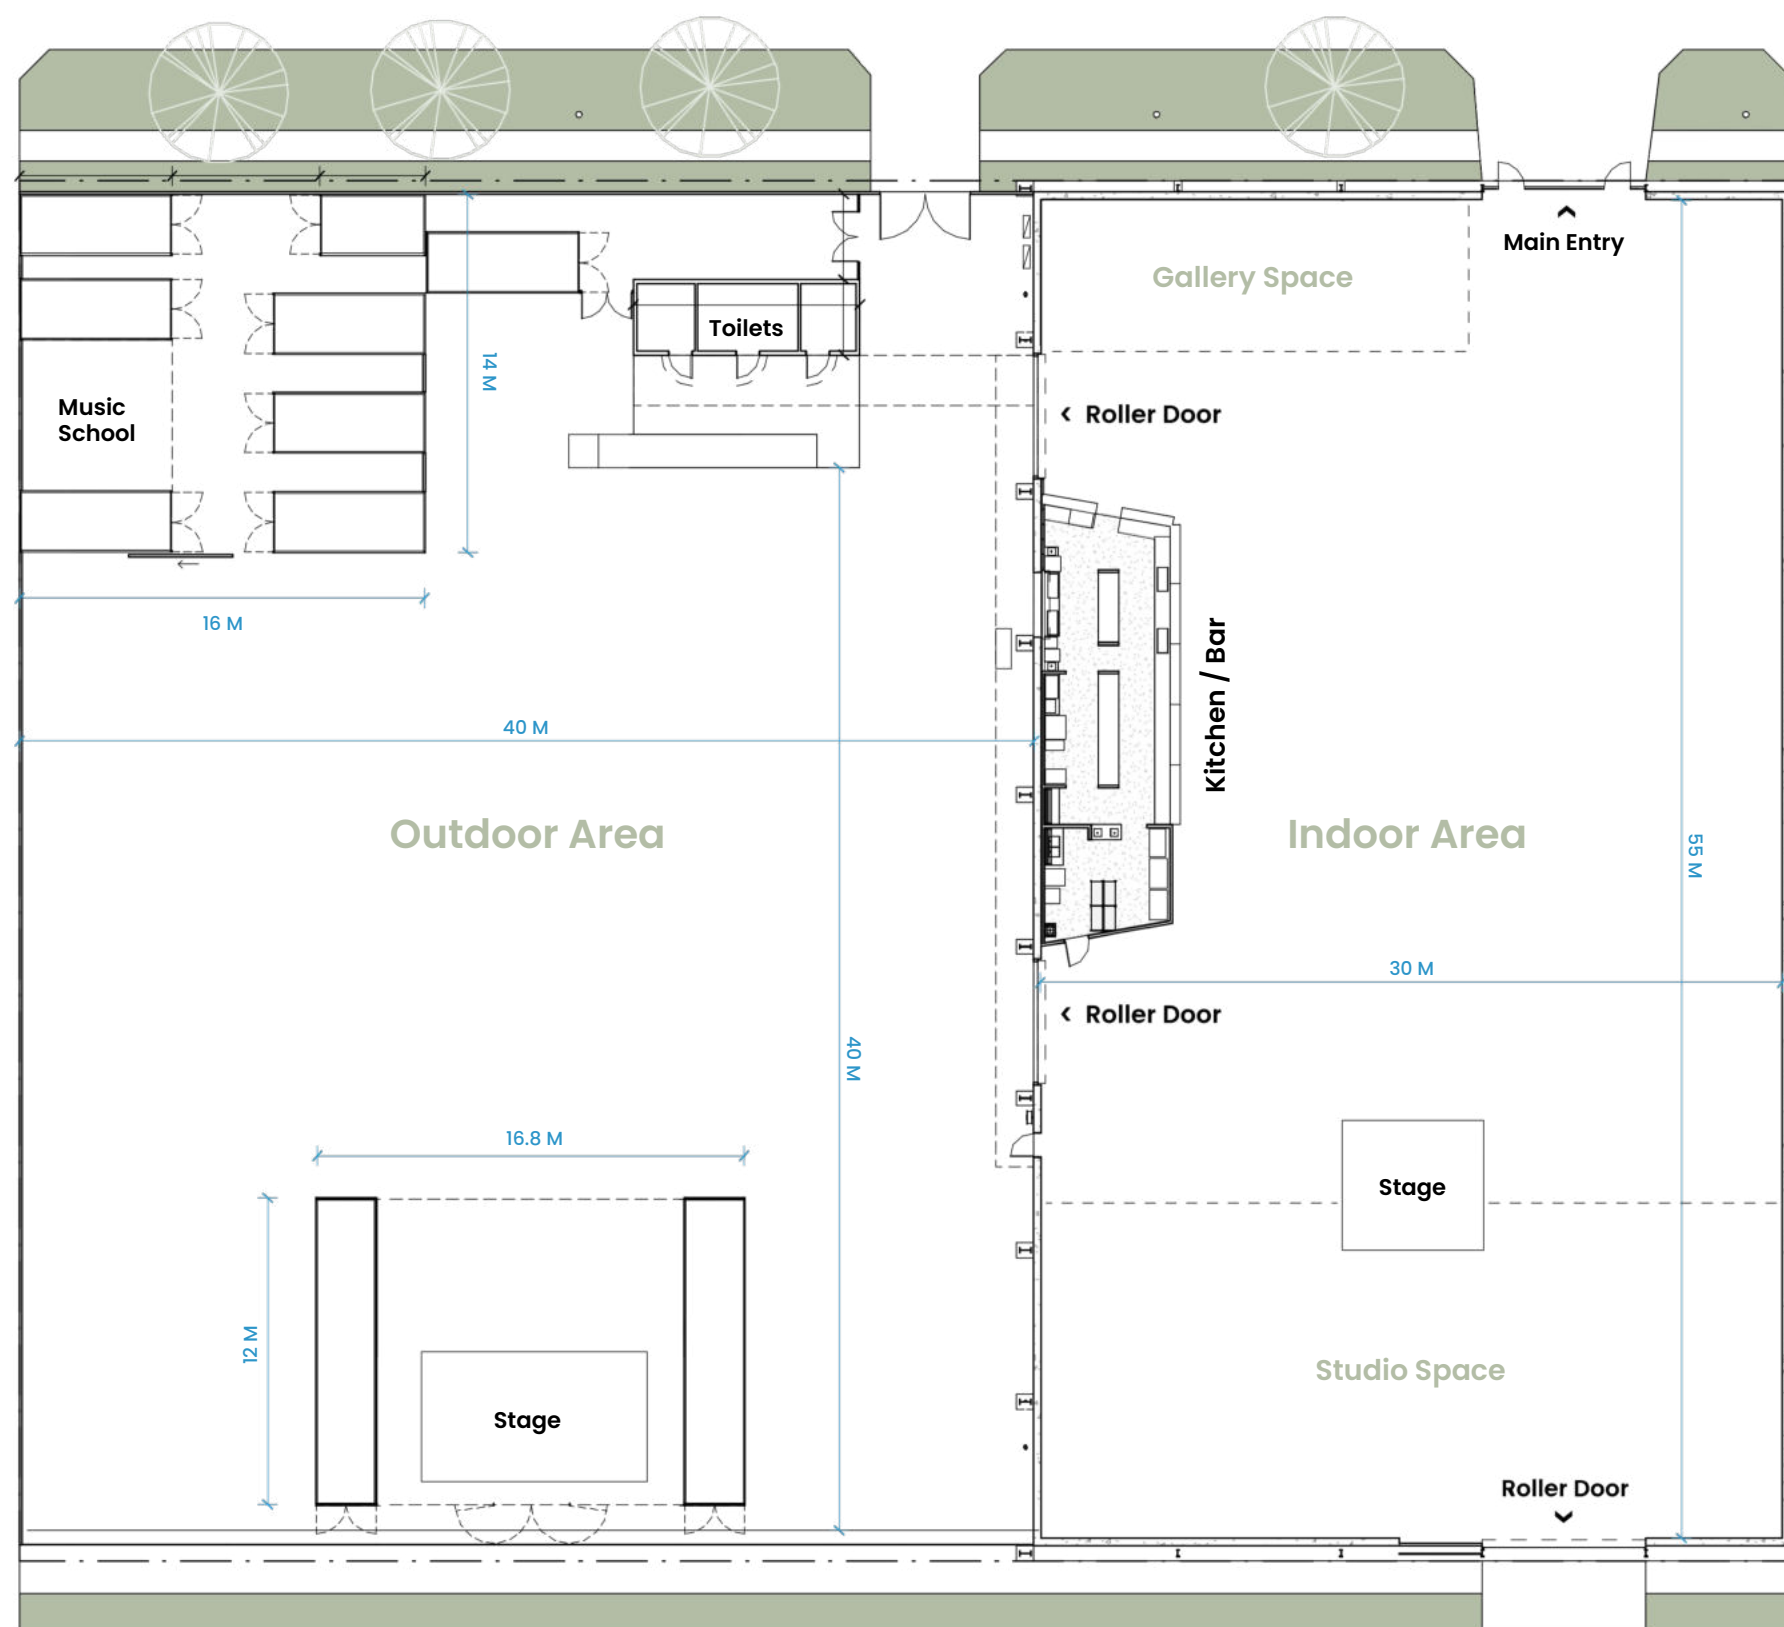 Main Entry
Gallery Space
Toilets
14 M
Music
School
‹ Roller Door
16 M
Kitchen / Bar
40 M
Outdoor Area
Indoor Area
55 M
30 M
‹ Roller Door
40 M
16.8 M
Stage
12 M
Studio Space
Stage
Roller Door